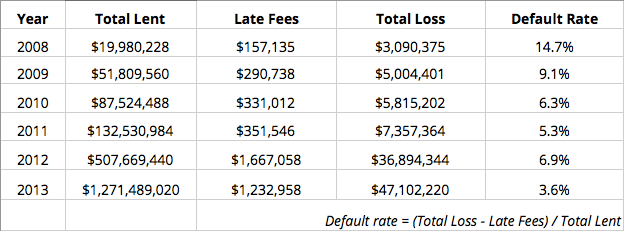 Year Total Lent Late Fees Total Loss Default Rate
2008 $19,980,228 $157,135 $3,090,375 14.7%
2009 $51,809,560 $290,738 $5,004,401 9.1%
2010 $87,524,488 $331,012 $5,815,202 6.3%
2011 $132,530,984 $351,546 $7,357,364 5.3%
2012 $507,669,440 $1,667,058 $36,894,344 6.9%
2013 $1,271,489,020 $1,232,958 $47,102,220 3.6%
Default rate = (Total Loss - Late Fees) / Total Lent